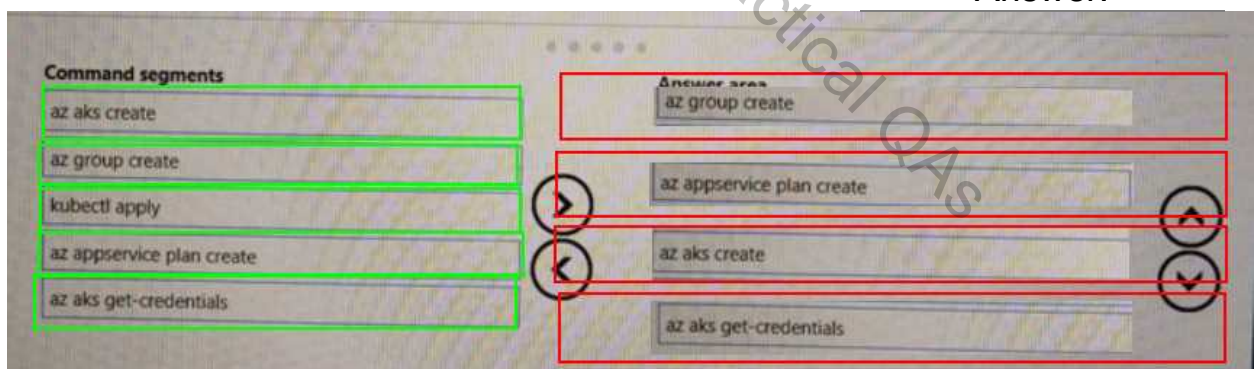 Command segments
az aks create
az group create
kubectl apply
az appservice plan create
az aks get-credentials
Answer area
az group create
az appservice plan create
az aks create
az aks get-credentials
QAs